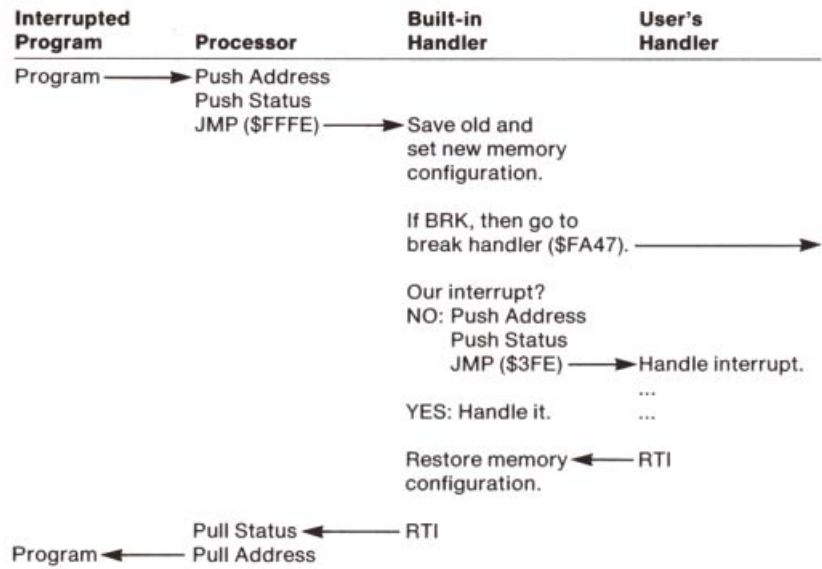 Interrupted Program Processor Built-in Handler User's Handler
Program Push Address
Push Status
JMP ($FFFE) Save old and
set new memory
configuration.
If BRK, then go to
break handler ($FA47).
Our interrupt?
NO: Push Address
Push Status
JMP ($3FE) Handle interrupt.
...
YES: Handle it. ...
Restore memory RTI
configuration.
Pull Status RTI
Program Pull Address